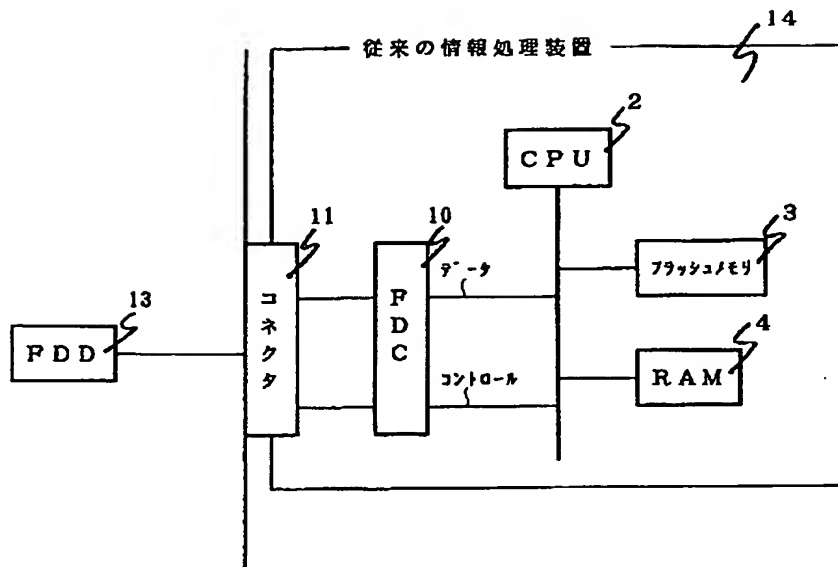 14
従来の情報処理装置
2
CPU
11
10
3
データ
フラッシュメモリ
13
コネクタ
FDC
FDD
4
コントロール
RAM